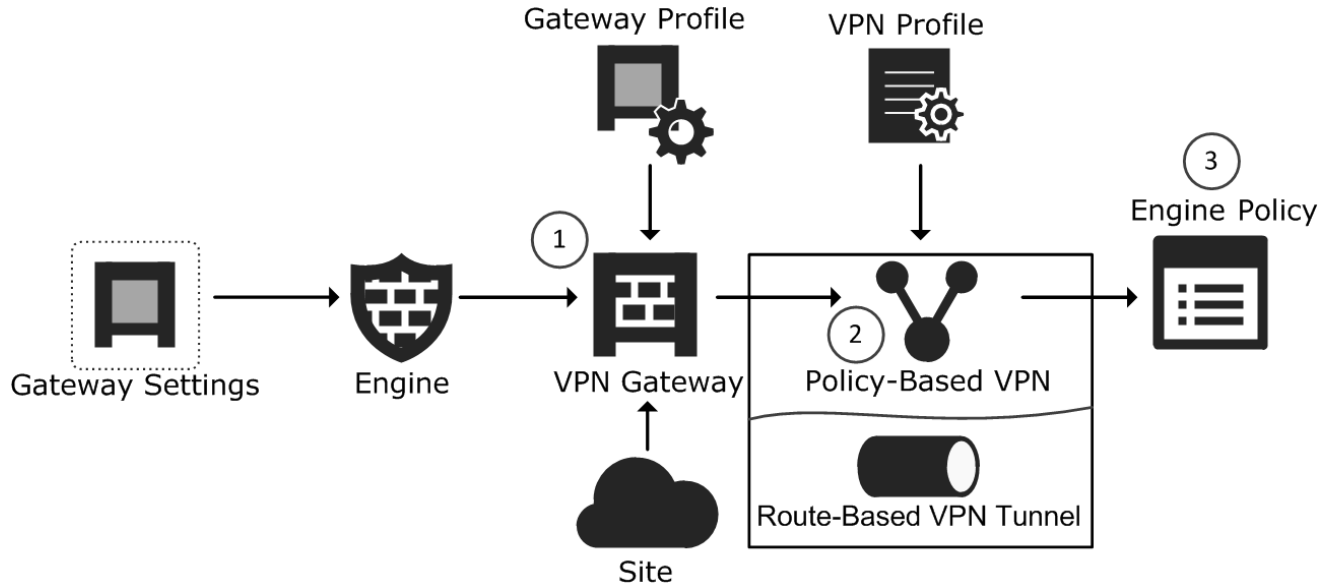 Gateway Profile
VPN Profile
3
Engine Policy
1
2
Gateway Settings
Engine
VPN Gateway
Policy-Based VPN
Route-Based VPN Tunnel
Site